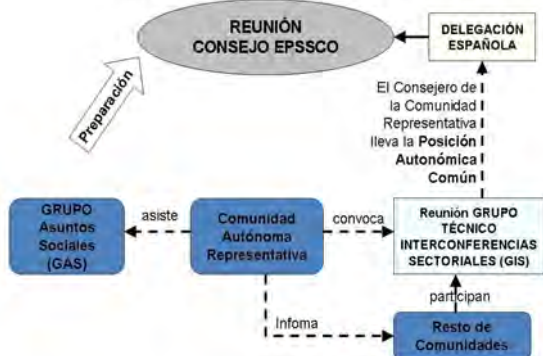 REUNIÓN
CONSEJO EPSSCO
DELEGACIÓN
ESPAÑOLA
Preparación
El Consejero de
la Comunidad
Representativa
lleva la Posición
Autonómica
Común
GRUPO
Asuntos
Sociales
(GAS)
asiste
Comunidad
Autónoma
Representativa
convoca
Reunión GRUPO
TÉCNICO
INTERCONFERENCIAS
SECTORIALES (GIS)
participan
Infoma
Resto de
Comunidades